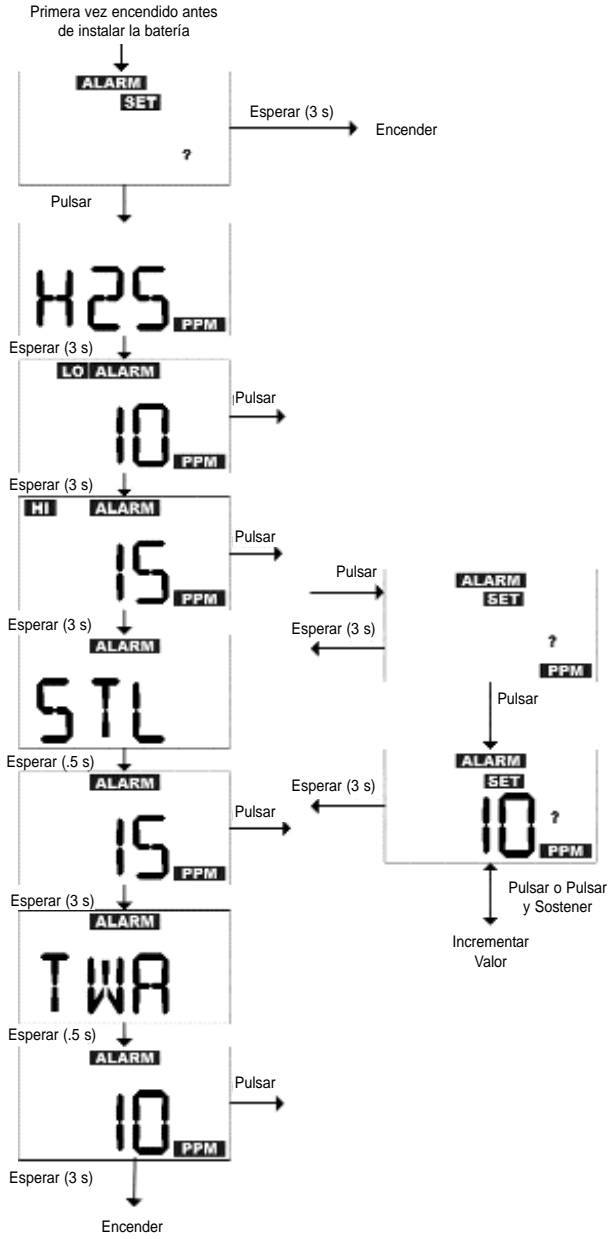 Primera vez encendido antes
de instalar la batería
ALARM
SET
Esperar (3 s)
Encender
?
Pulsar
H2S
PPM
Esperar (3 s)
LO ALARM
Pulsar
10
PPM
Esperar (3 s)
HI ALARM
Pulsar
15
PPM
Esperar (3 s)
ALARM
STL
Esperar (.5 s)
ALARM
Pulsar
15
PPM
Esperar (3 s)
ALARM
TWA
Esperar (.5 s)
ALARM
Pulsar
10
PPM
Esperar (3 s)
Encender
Pulsar
ALARM
SET
Esperar (3 s)
?
PPM
Pulsar
ALARM
SET
Esperar (3 s)
10 ?
PPM
Pulsar o Pulsar
y Sostener
Incrementar
Valor